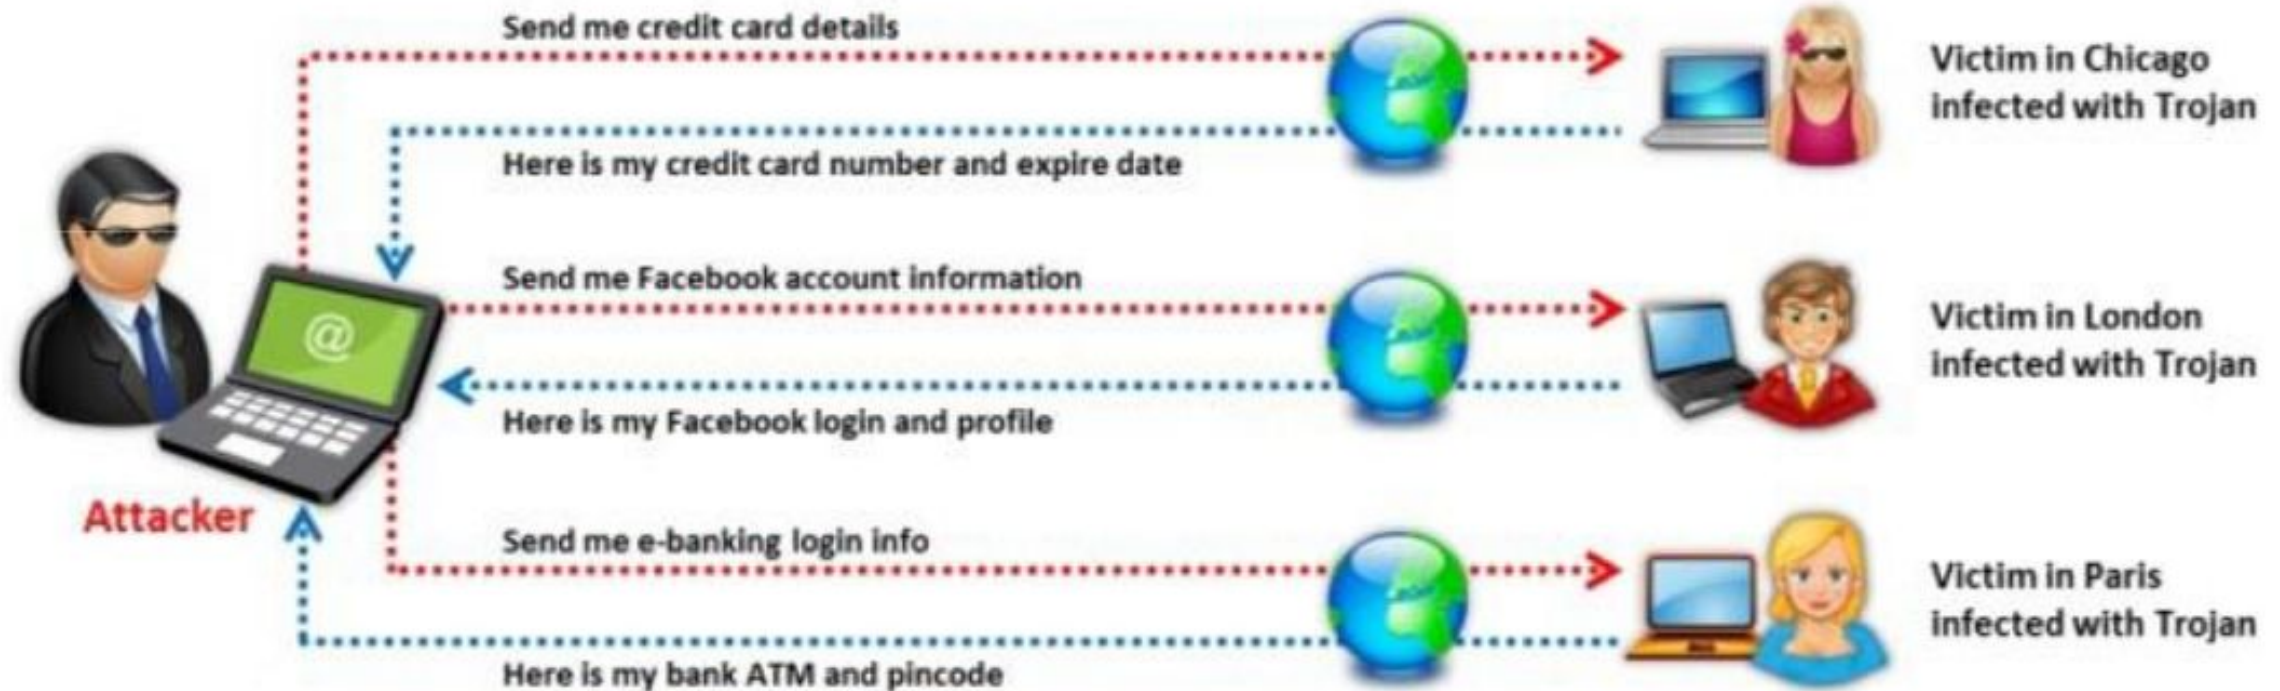 Send me credit card details
Victim in Chicago
infected with Trojan
Here is my credit card number and expire date
Send me Facebook account information
@
Victim in London
infected with Trojan
Here is my Facebook login and profile
Attacker
Send me e-banking login info
Victim in Paris
infected with Trojan
Here is my bank ATM and pincode